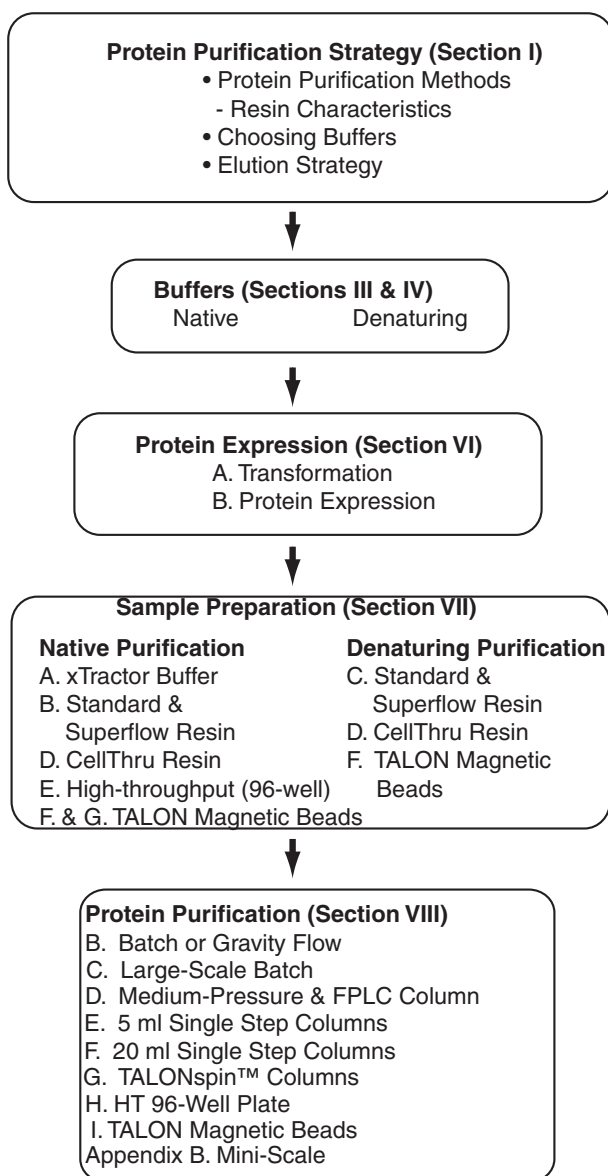 Protein Purification Strategy (Section I)
• Protein Purification Methods
- Resin Characteristics
• Choosing Buffers
• Elution Strategy
Buffers (Sections III & IV)
Native Denaturing
Protein Expression (Section VI)
A. Transformation
B. Protein Expression
Sample Preparation (Section VII)
Native Purification
A. xTractor Buffer
B. Standard &
Superflow Resin
D. CellThru Resin
E. High-throughput (96-well)
F. & G. TALON Magnetic Beads
Denaturing Purification
C. Standard &
Superflow Resin
D. CellThru Resin
F. TALON Magnetic
Beads
Protein Purification (Section VIII)
B. Batch or Gravity Flow
C. Large-Scale Batch
D. Medium-Pressure & FPLC Column
E. 5 ml Single Step Columns
F. 20 ml Single Step Columns
G. TALONspin™ Columns
H. HT 96-Well Plate
I. TALON Magnetic Beads
Appendix B. Mini-Scale